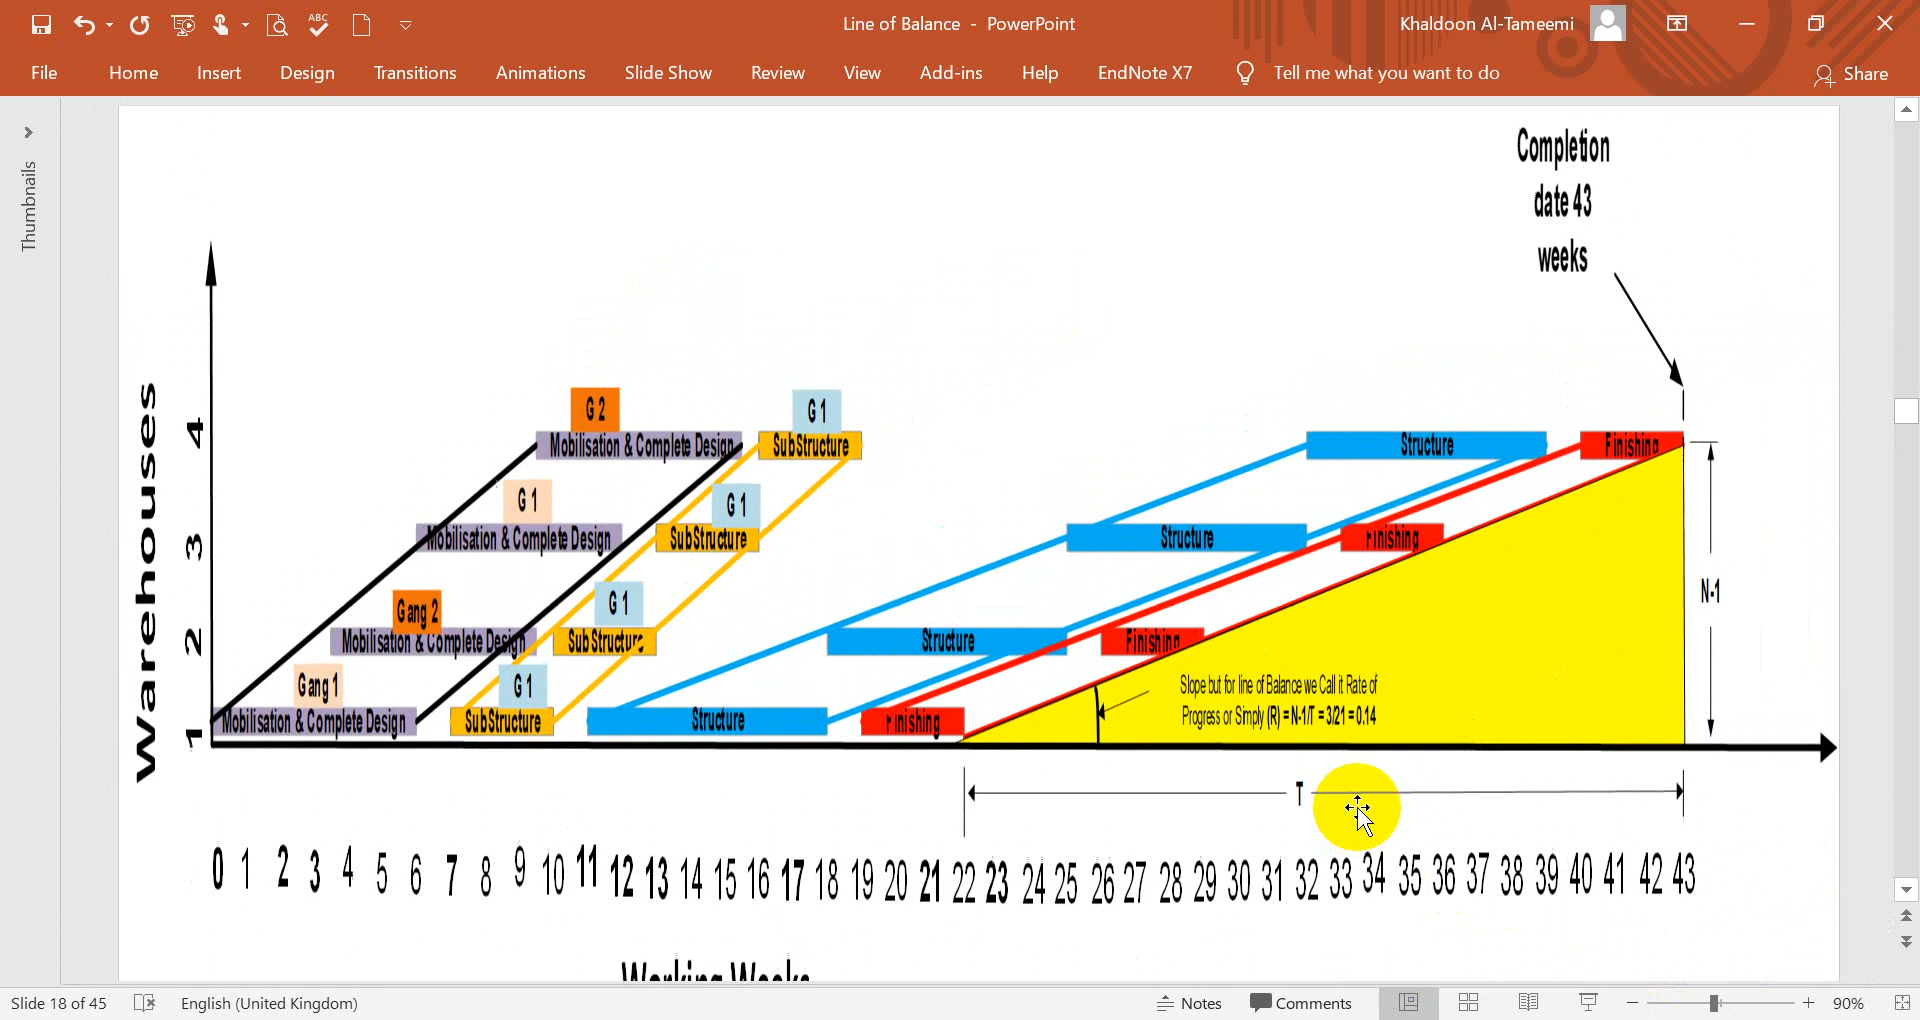 ABC
Line of Balance - PowerPoint
Khaldoon Al-Tameemi
File Home Insert Design Transitions Animations Slide Show Review View Add-ins Help EndNote X7 Tell me what you want to do Share
Thumbnails
Completion
date 43
weeks
Warehouses
4
3
2
1
G 2
G 1
Mobilisation & Complete Design
SubStructure
Structure
Finishing
G 1
G 1
Mobilisation & Complete Design
SubStructure
Structure
Finishing
N-1
Gang 2
G 1
Mobilisation & Complete Design
SubStructure
Structure
Finishing
Gang 1
G 1
Mobilisation & Complete Design
SubStructure
Structure
Finishing
Slope but for line of Balance we Call it Rate of
Progress or Simply (R) = N-1/T = 3/21 = 0.14
T
0 1 2 3 4 5 6 7 8 9 10 11 12 13 14 15 16 17 18 19 20 21 22 23 24 25 26 27 28 29 30 31 32 33 34 35 36 37 38 39 40 41 42 43
Working Weeks
Slide 18 of 45 English (United Kingdom) Notes Comments 90%